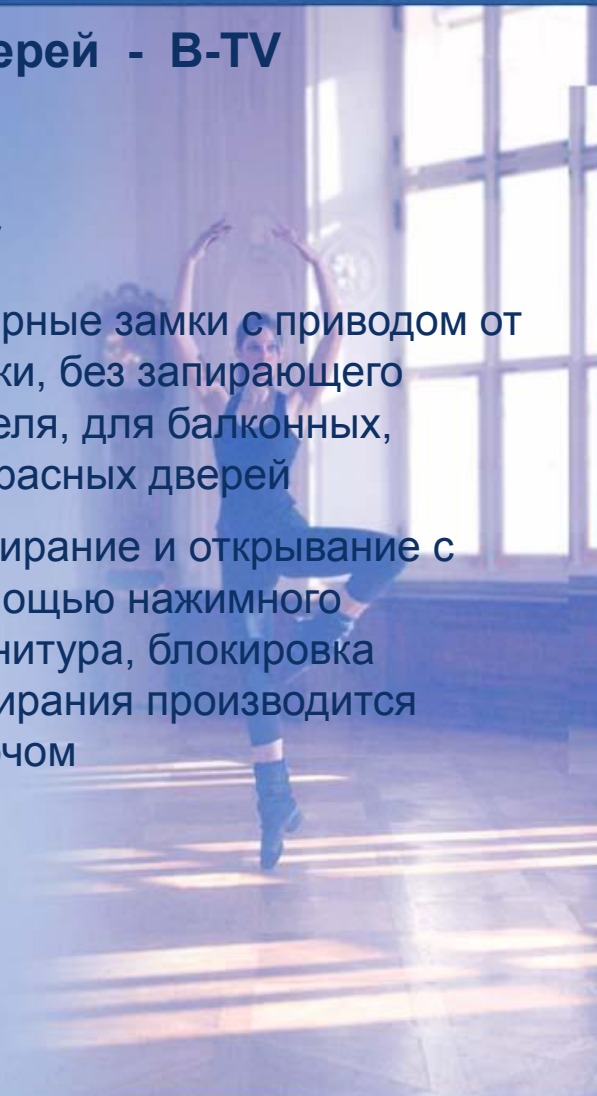 ерей - B-TV
рные замки с приводом от
ки, без запирающего
еля, для балконных,
расных дверей
ирание и открывание с
ощью нажимного
нитура, блокировка
ирания производится
очом